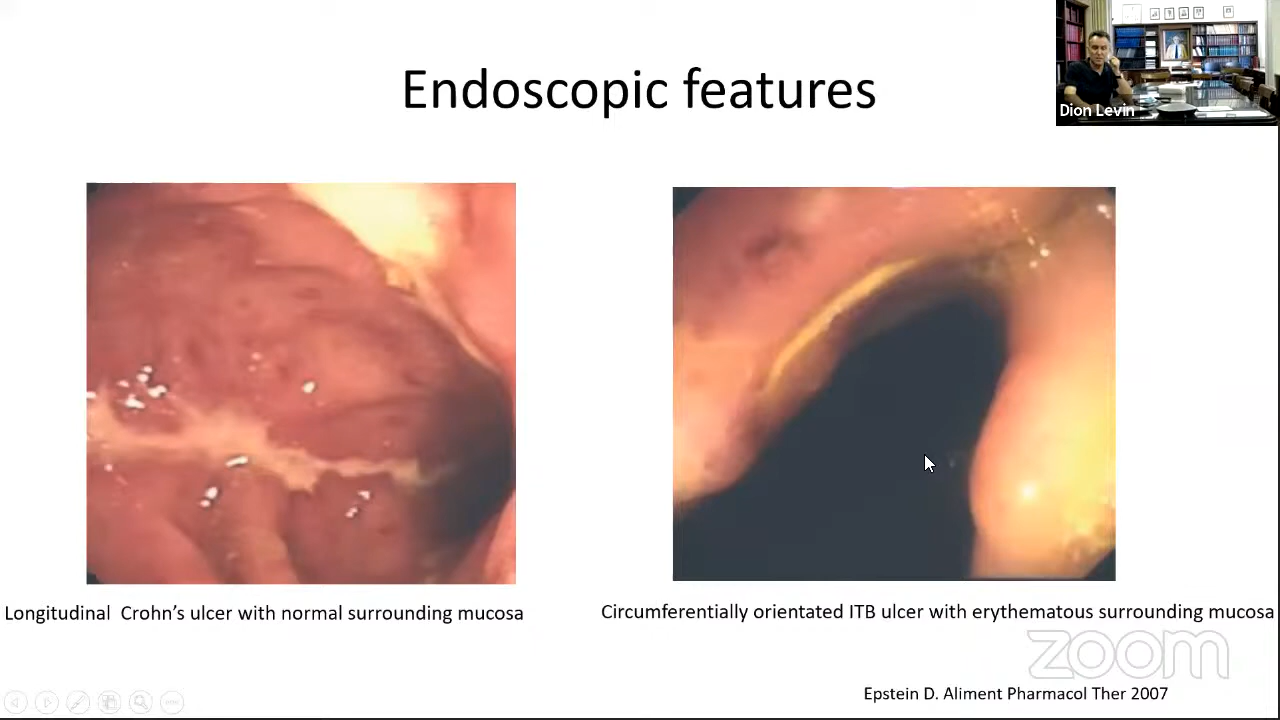 Dion Levin
Endoscopic features
Longitudinal Crohn's ulcer with normal surrounding mucosa
Circumferentially orientated ITB ulcer with erythematous surrounding mucosa
zoom
Epstein D. Aliment Pharmacol Ther 2007